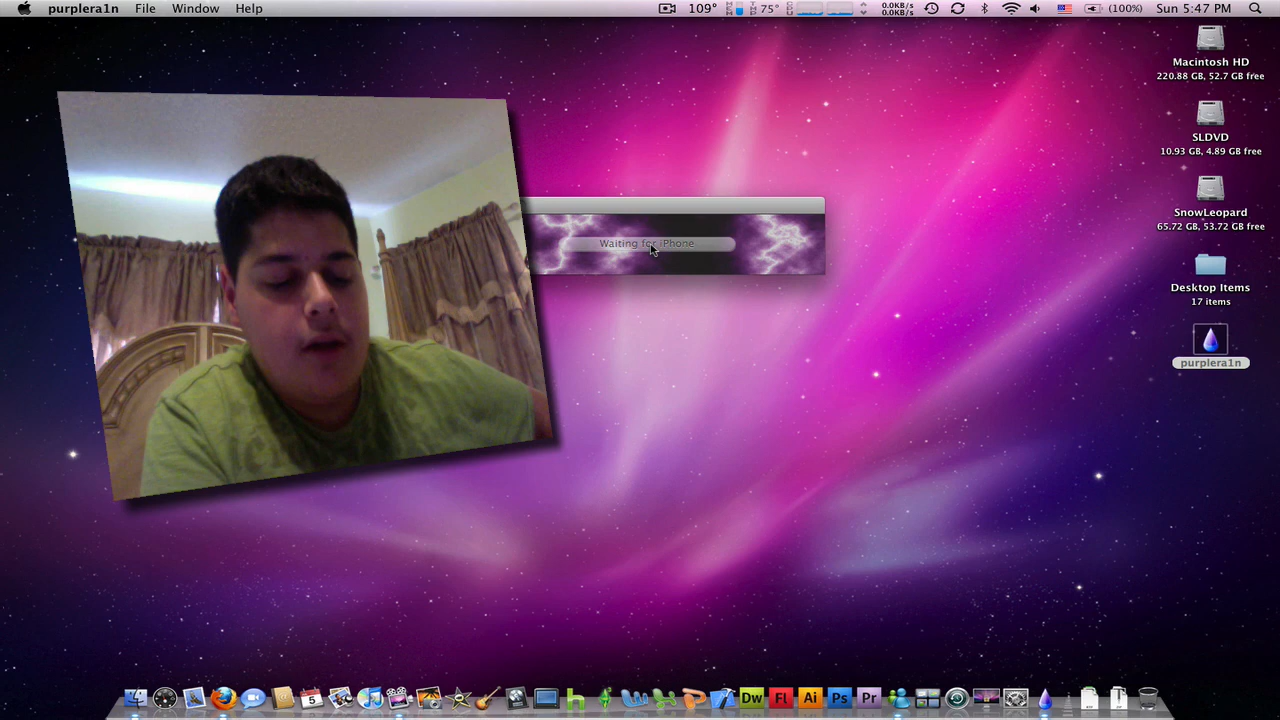 purplera1n File Window Help
109° 75° 0.0KB/s 0.0KB/s (100%) Sun 5:47 PM
Macintosh HD
220.88 GB, 52.7 GB free
SLDVD
10.93 GB, 4.89 GB free
Waiting for iPhone
SnowLeopard
65.72 GB, 53.72 GB free
Desktop Items
17 items
purplera1n
5
Dw Fl Ai Ps Pr